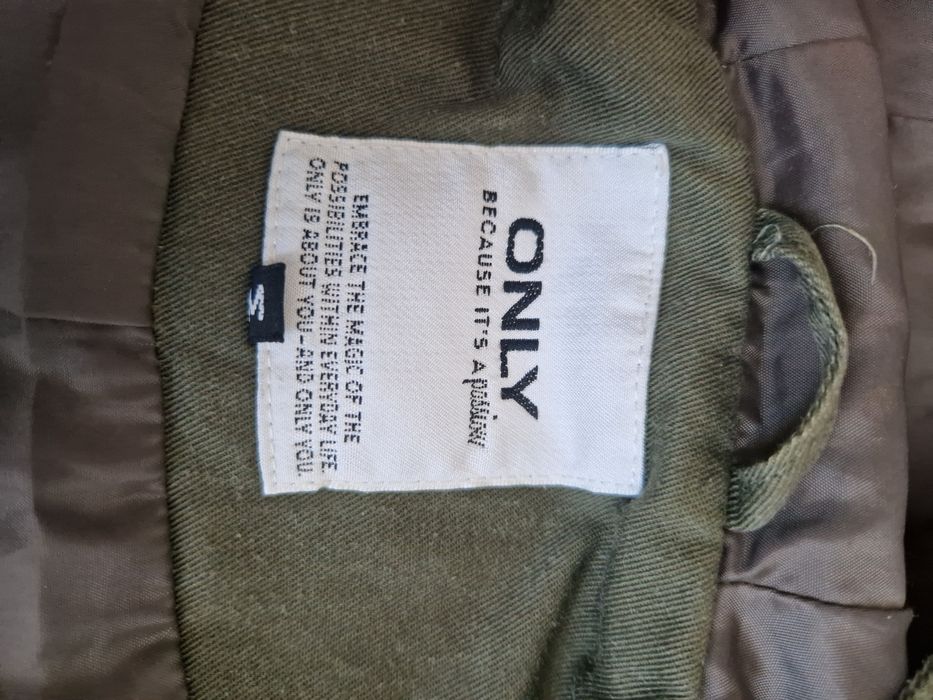 ONLY
BECAUSE IT'S A
EMBRACE THE MAGIC OF THE
POSSIBILITIES WITHIN EVERYDAY LIFE.
ONLY IS ABOUT YOU-AND ONLY YOU.